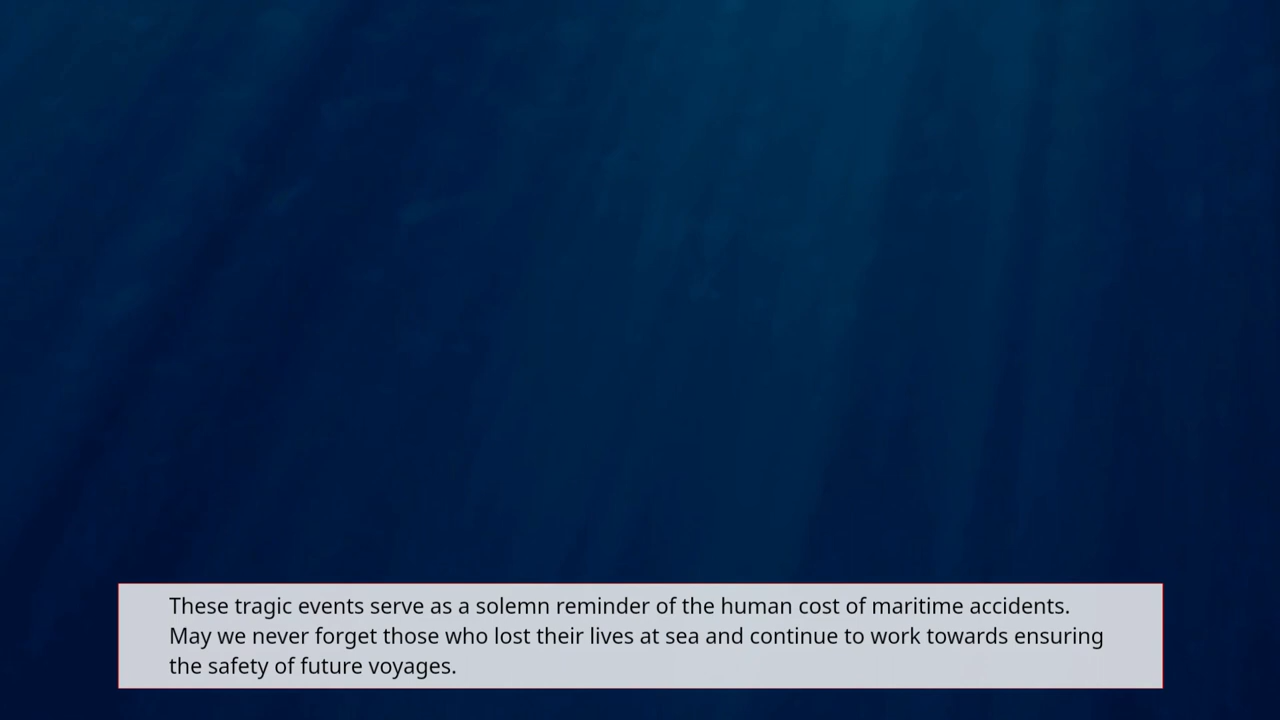 These tragic events serve as a solemn reminder of the human cost of maritime accidents.
May we never forget those who lost their lives at sea and continue to work towards ensuring
the safety of future voyages.